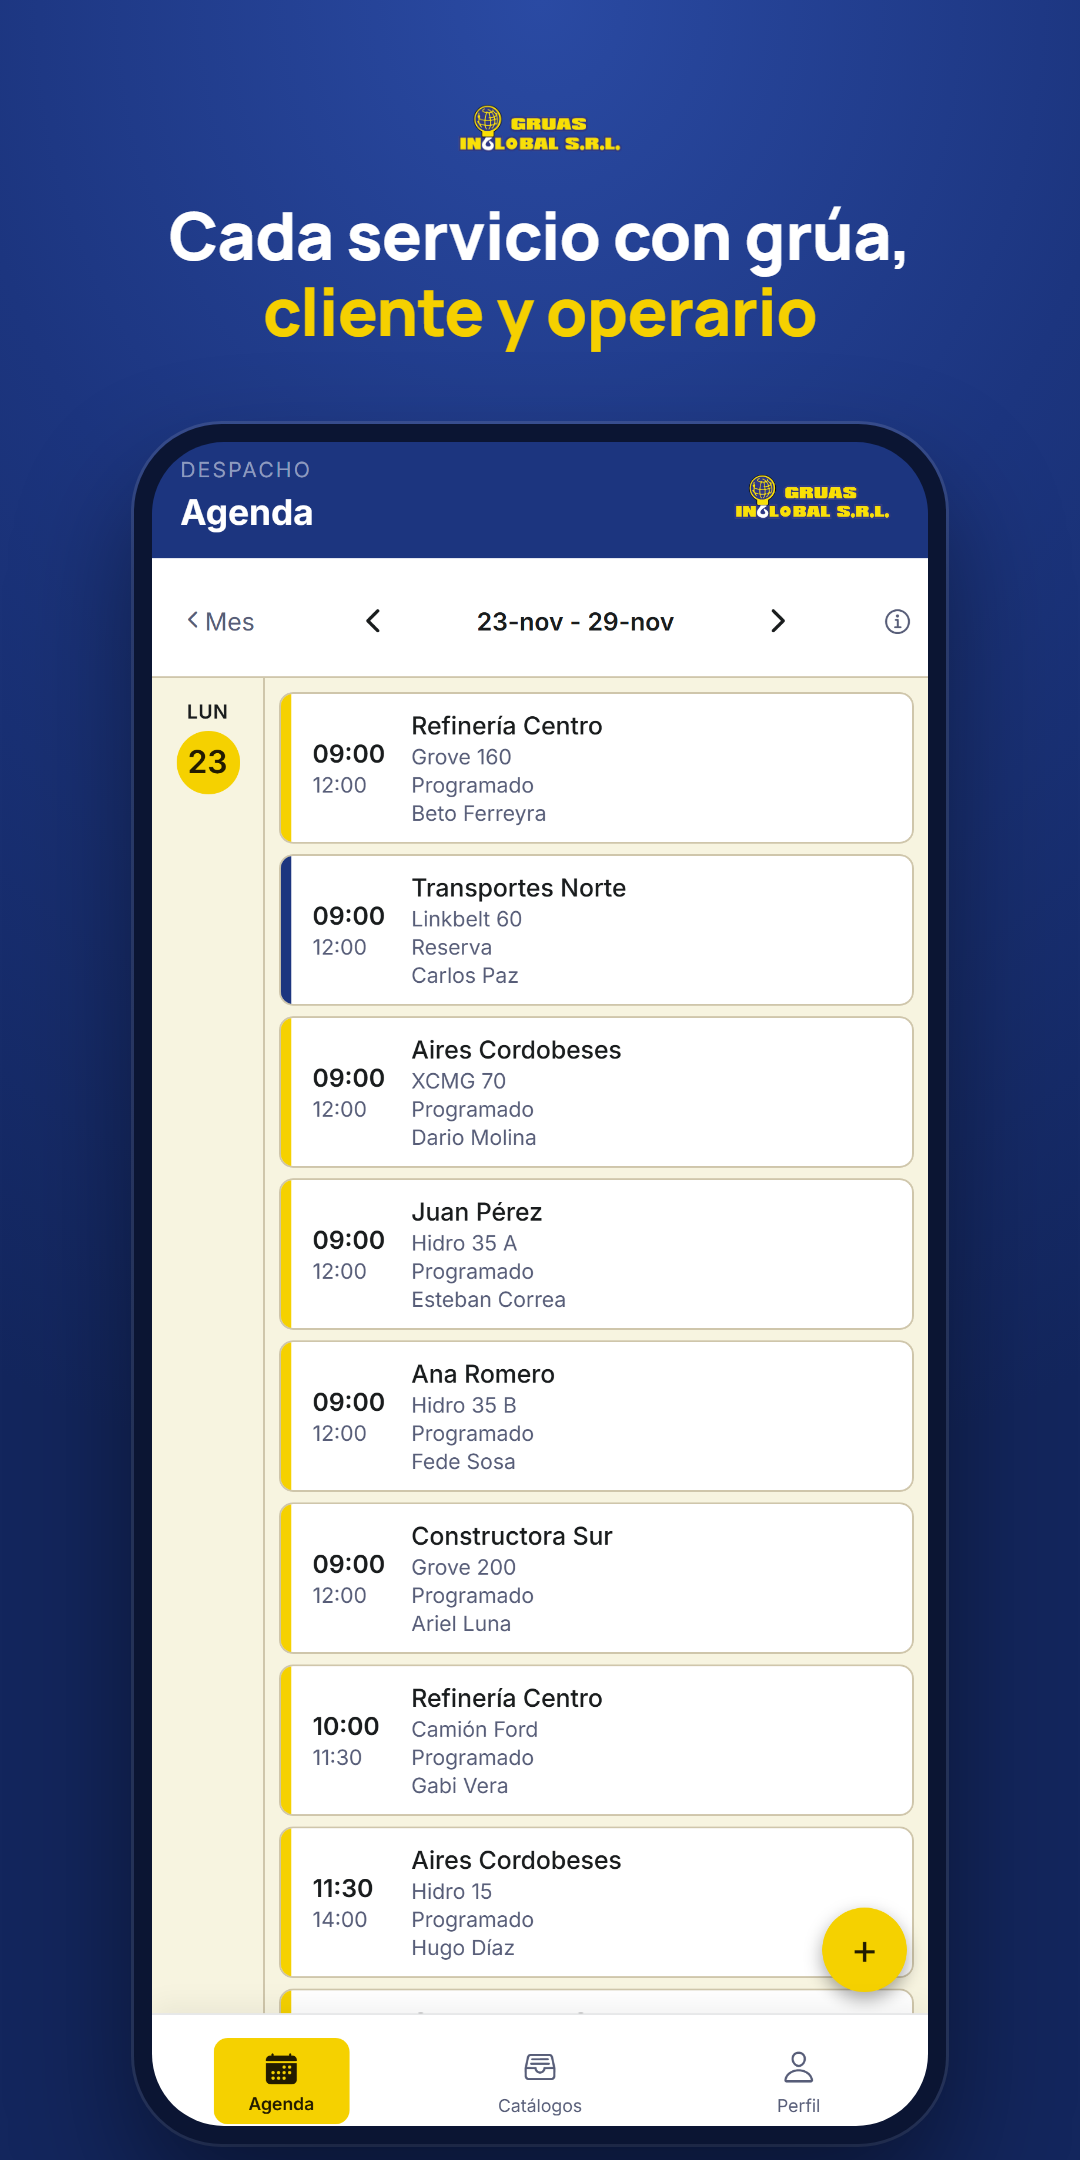 GRUAS
INGLOBAL S.R.L.
Cada servicio con grúa,
cliente y operario
DESPACHO
Agenda
GRUAS
INGLOBAL S.R.L.
Mes
23-nov - 29-nov
LUN
23
09:00
12:00
Refinería Centro
Grove 160
Programado
Beto Ferreyra
09:00
12:00
Transportes Norte
Linkbelt 60
Reserva
Carlos Paz
09:00
12:00
Aires Cordobeses
XCMG 70
Programado
Dario Molina
09:00
12:00
Juan Pérez
Hidro 35 A
Programado
Esteban Correa
09:00
12:00
Ana Romero
Hidro 35 B
Programado
Fede Sosa
09:00
12:00
Constructora Sur
Grove 200
Programado
Ariel Luna
10:00
11:30
Refinería Centro
Camión Ford
Programado
Gabi Vera
11:30
14:00
Aires Cordobeses
Hidro 15
Programado
Hugo Díaz
+
Agenda
Catálogos
Perfil